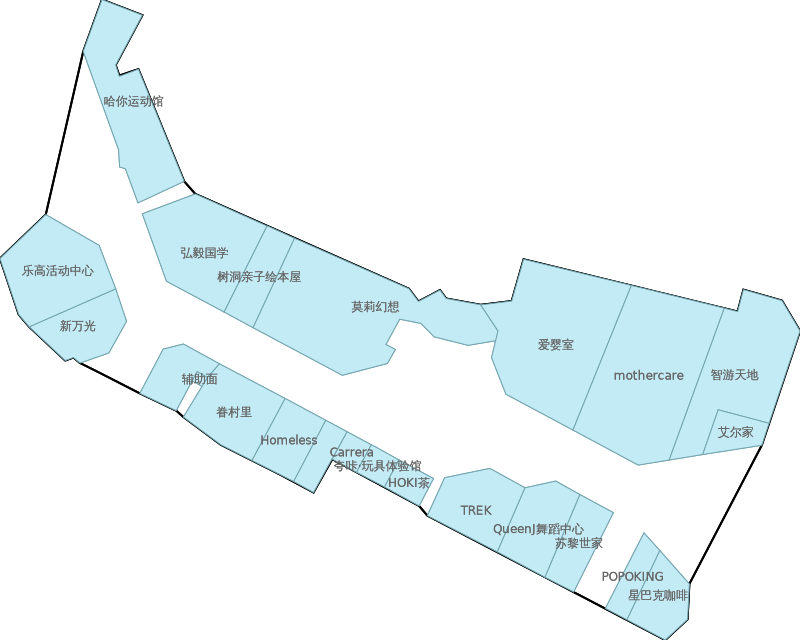 哈你运动馆
弘毅国学
乐高活动中心
树洞亲子绘本屋
莫莉幻想
新万光
爱婴室
mothercare
智游天地
辅助面
眷村里
艾尔家
Homeless
Carrera
夸咔·玩具体验馆
HOKI茶
TREK
QueenJ舞蹈中心
苏黎世家
POPOKING
星巴克咖啡